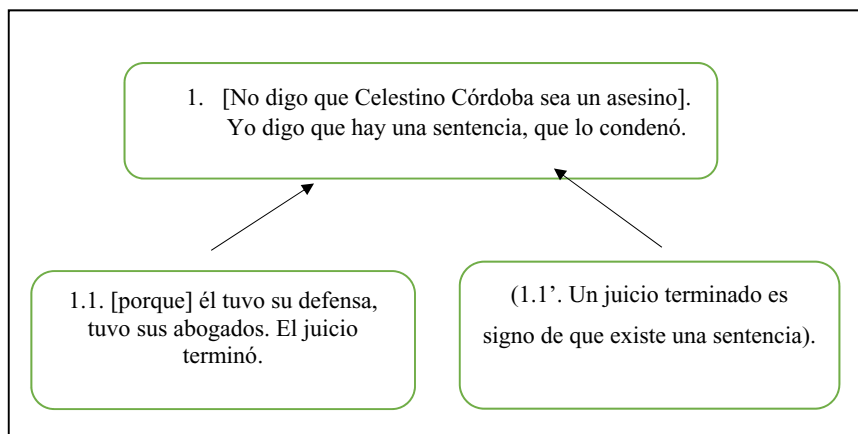 1. [No digo que Celestino Córdoba sea un asesino].
Yo digo que hay una sentencia, que lo condenó.
1.1. [porque] él tuvo su defensa,
tuvo sus abogados. El juicio
terminó.
(1.1’. Un juicio terminado es
signo de que existe una sentencia).